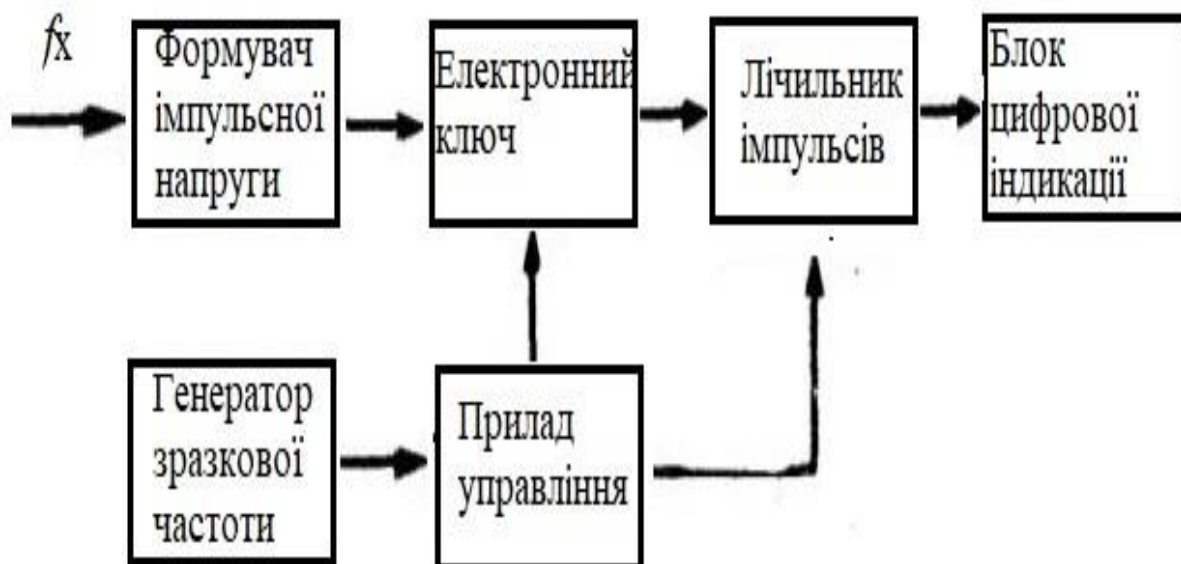 fx
Формувач
імпульсної
напруги
Електронний
ключ
Лічильник
імпульсів
Блок
цифрової
індикації
Генератор
зразкової
частоти
Прилад
управління